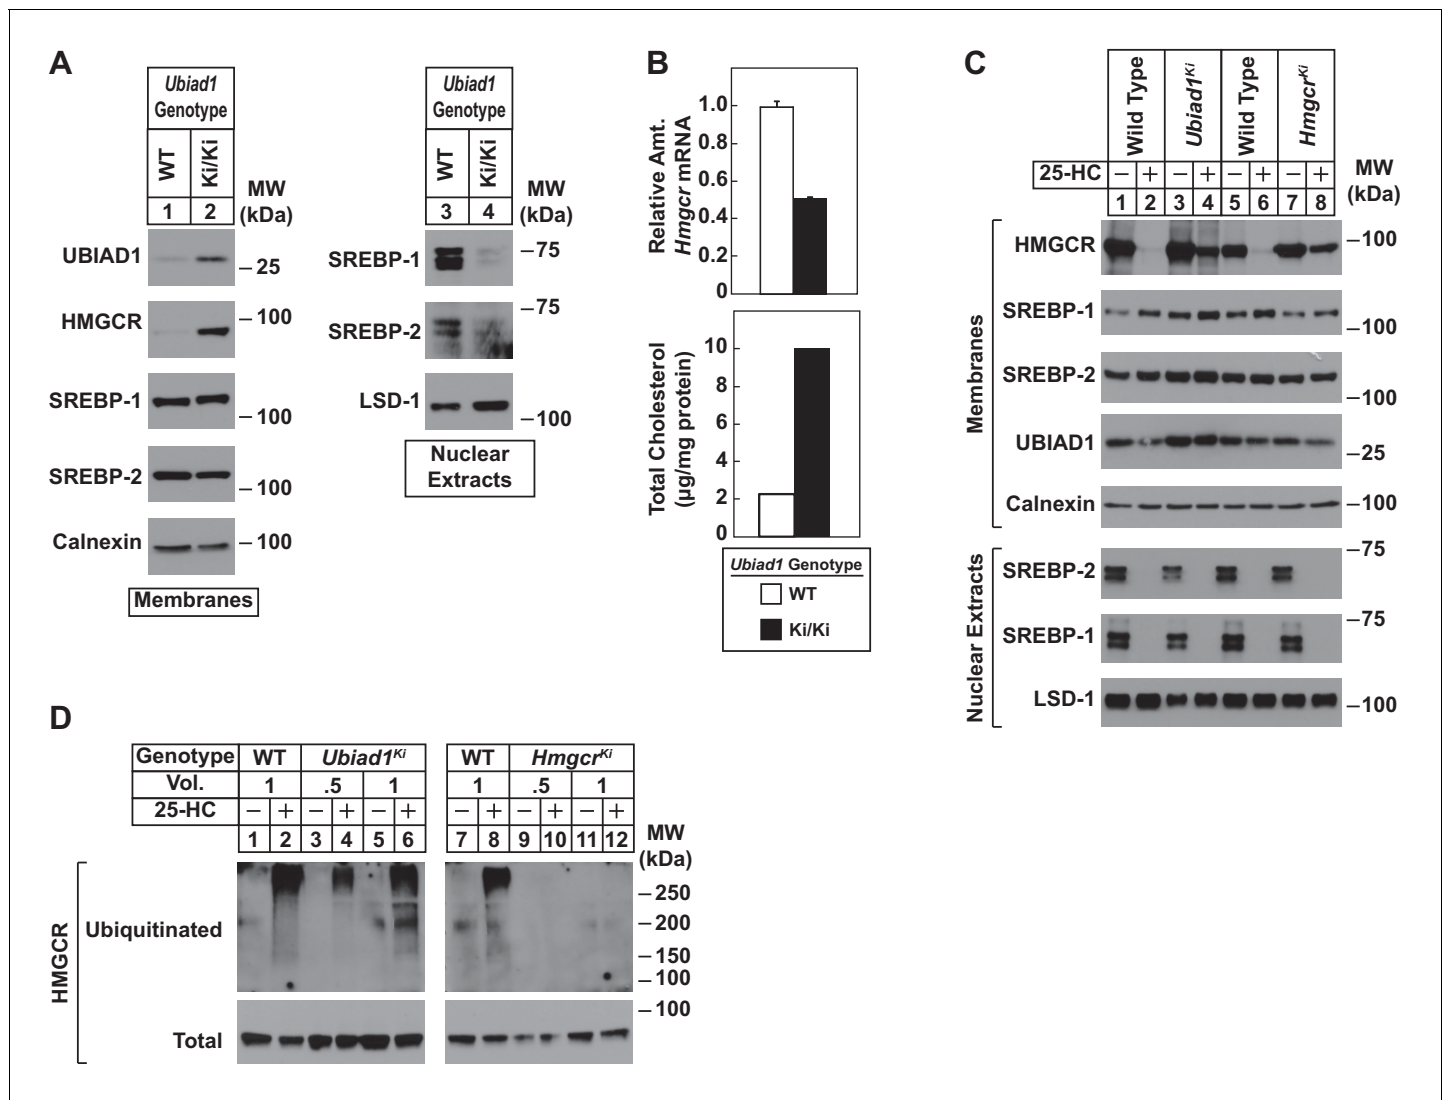 A
Ubiad1
Genotype
WT
Ki/Ki
MW
(kDa)
1
2
UBIAD1
– 25
HMGCR
– 100
SREBP-1
– 100
SREBP-2
– 100
Calnexin
– 100
Membranes
Ubiad1
Genotype
WT
Ki/Ki
MW
(kDa)
3
4
SREBP-1
–75
SREBP-2
–75
LSD-1
–100
Nuclear
Extracts
B
Relative Amt.
Hmgcr mRNA
1.0
0.8
0.6
0.4
0.2
0
Total Cholesterol
(µg/mg protein)
10
8
6
4
2
0
Ubiad1 Genotype
WT
Ki/Ki
C
Wild Type
Ubiad1Ki
Wild Type
HmgcrKi
25-HC − + − + − + − +
MW
(kDa)
1 2 3 4 5 6 7 8
Membranes
HMGCR
–100
SREBP-1
–100
SREBP-2
–100
UBIAD1
–25
Calnexin
–100
Nuclear Extracts
SREBP-2
–75
SREBP-1
–75
LSD-1
–100
D
Genotype WT Ubiad1Ki WT HmgcrKi
Vol. 1 .5 1 1 .5 1
25-HC − + − + − + − + − + − +
1 2 3 4 5 6 7 8 9 10 11 12
MW
(kDa)
HMGCR
Ubiquitinated
– 250
– 200
– 150
– 100
Total
– 100